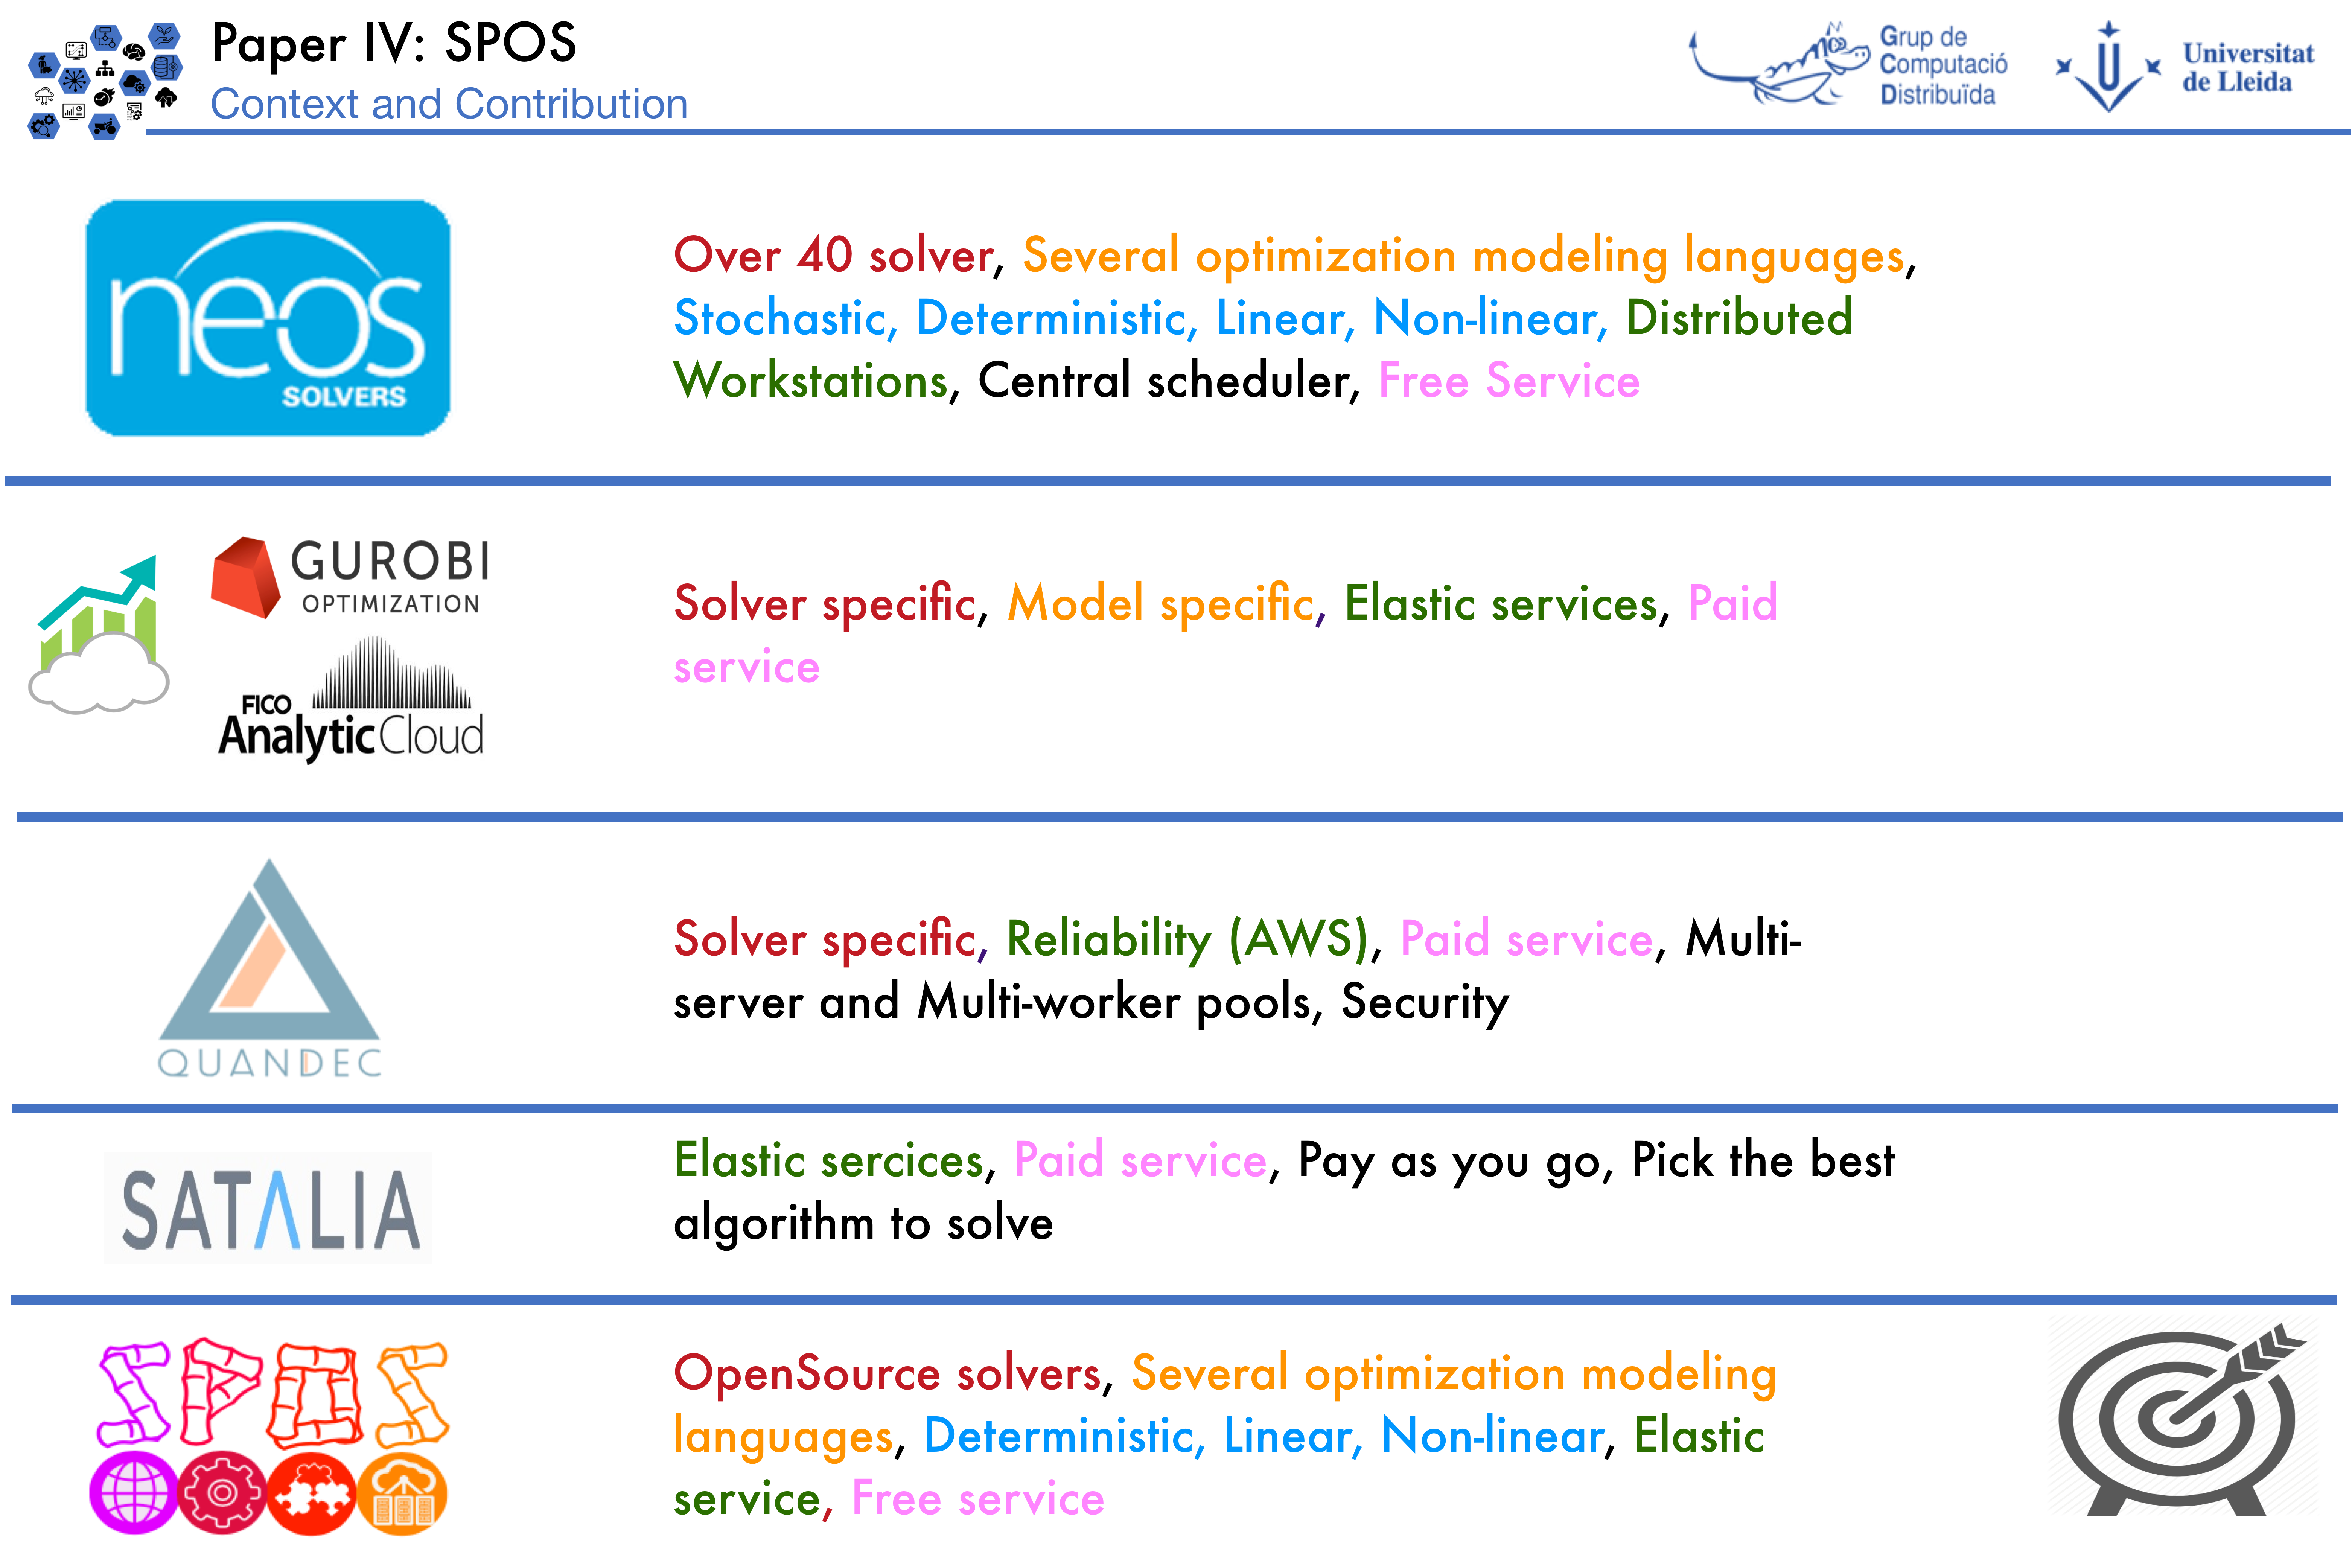 Paper IV: SPOS
Context and Contribution
Grup de
Computació
Distribuïda
Universitat
de Lleida
neos
SOLVERS
Over 40 solver, Several optimization modeling languages,
Stochastic, Deterministic, Linear, Non-linear, Distributed
Workstations, Central scheduler, Free Service
GUROBI
OPTIMIZATION
FICO
AnalyticCloud
Solver specific, Model specific, Elastic services, Paid
service
QUANDEC
Solver specific, Reliability (AWS), Paid service, Multi-
server and Multi-worker pools, Security
SATALIA
Elastic sercices, Paid service, Pay as you go, Pick the best
algorithm to solve
SPOS
OpenSource solvers, Several optimization modeling
languages, Deterministic, Linear, Non-linear, Elastic
service, Free service